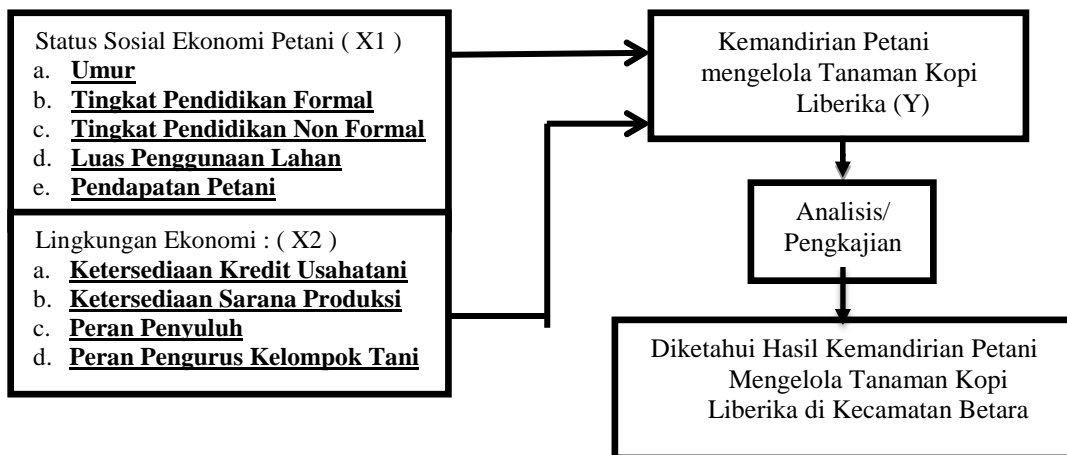 Status Sosial Ekonomi Petani ( X1 )
a. Umur
b. Tingkat Pendidikan Formal
c. Tingkat Pendidikan Non Formal
d. Luas Penggunaan Lahan
e. Pendapatan Petani
Lingkungan Ekonomi : ( X2 )
a. Ketersediaan Kredit Usahatani
b. Ketersediaan Sarana Produksi
c. Peran Penyuluh
d. Peran Pengurus Kelompok Tani
Kemandirian Petani
mengelola Tanaman Kopi
Liberika (Y)
Analisis/
Pengkajian
Diketahui Hasil Kemandirian Petani
Mengelola Tanaman Kopi
Liberika di Kecamatan Betara